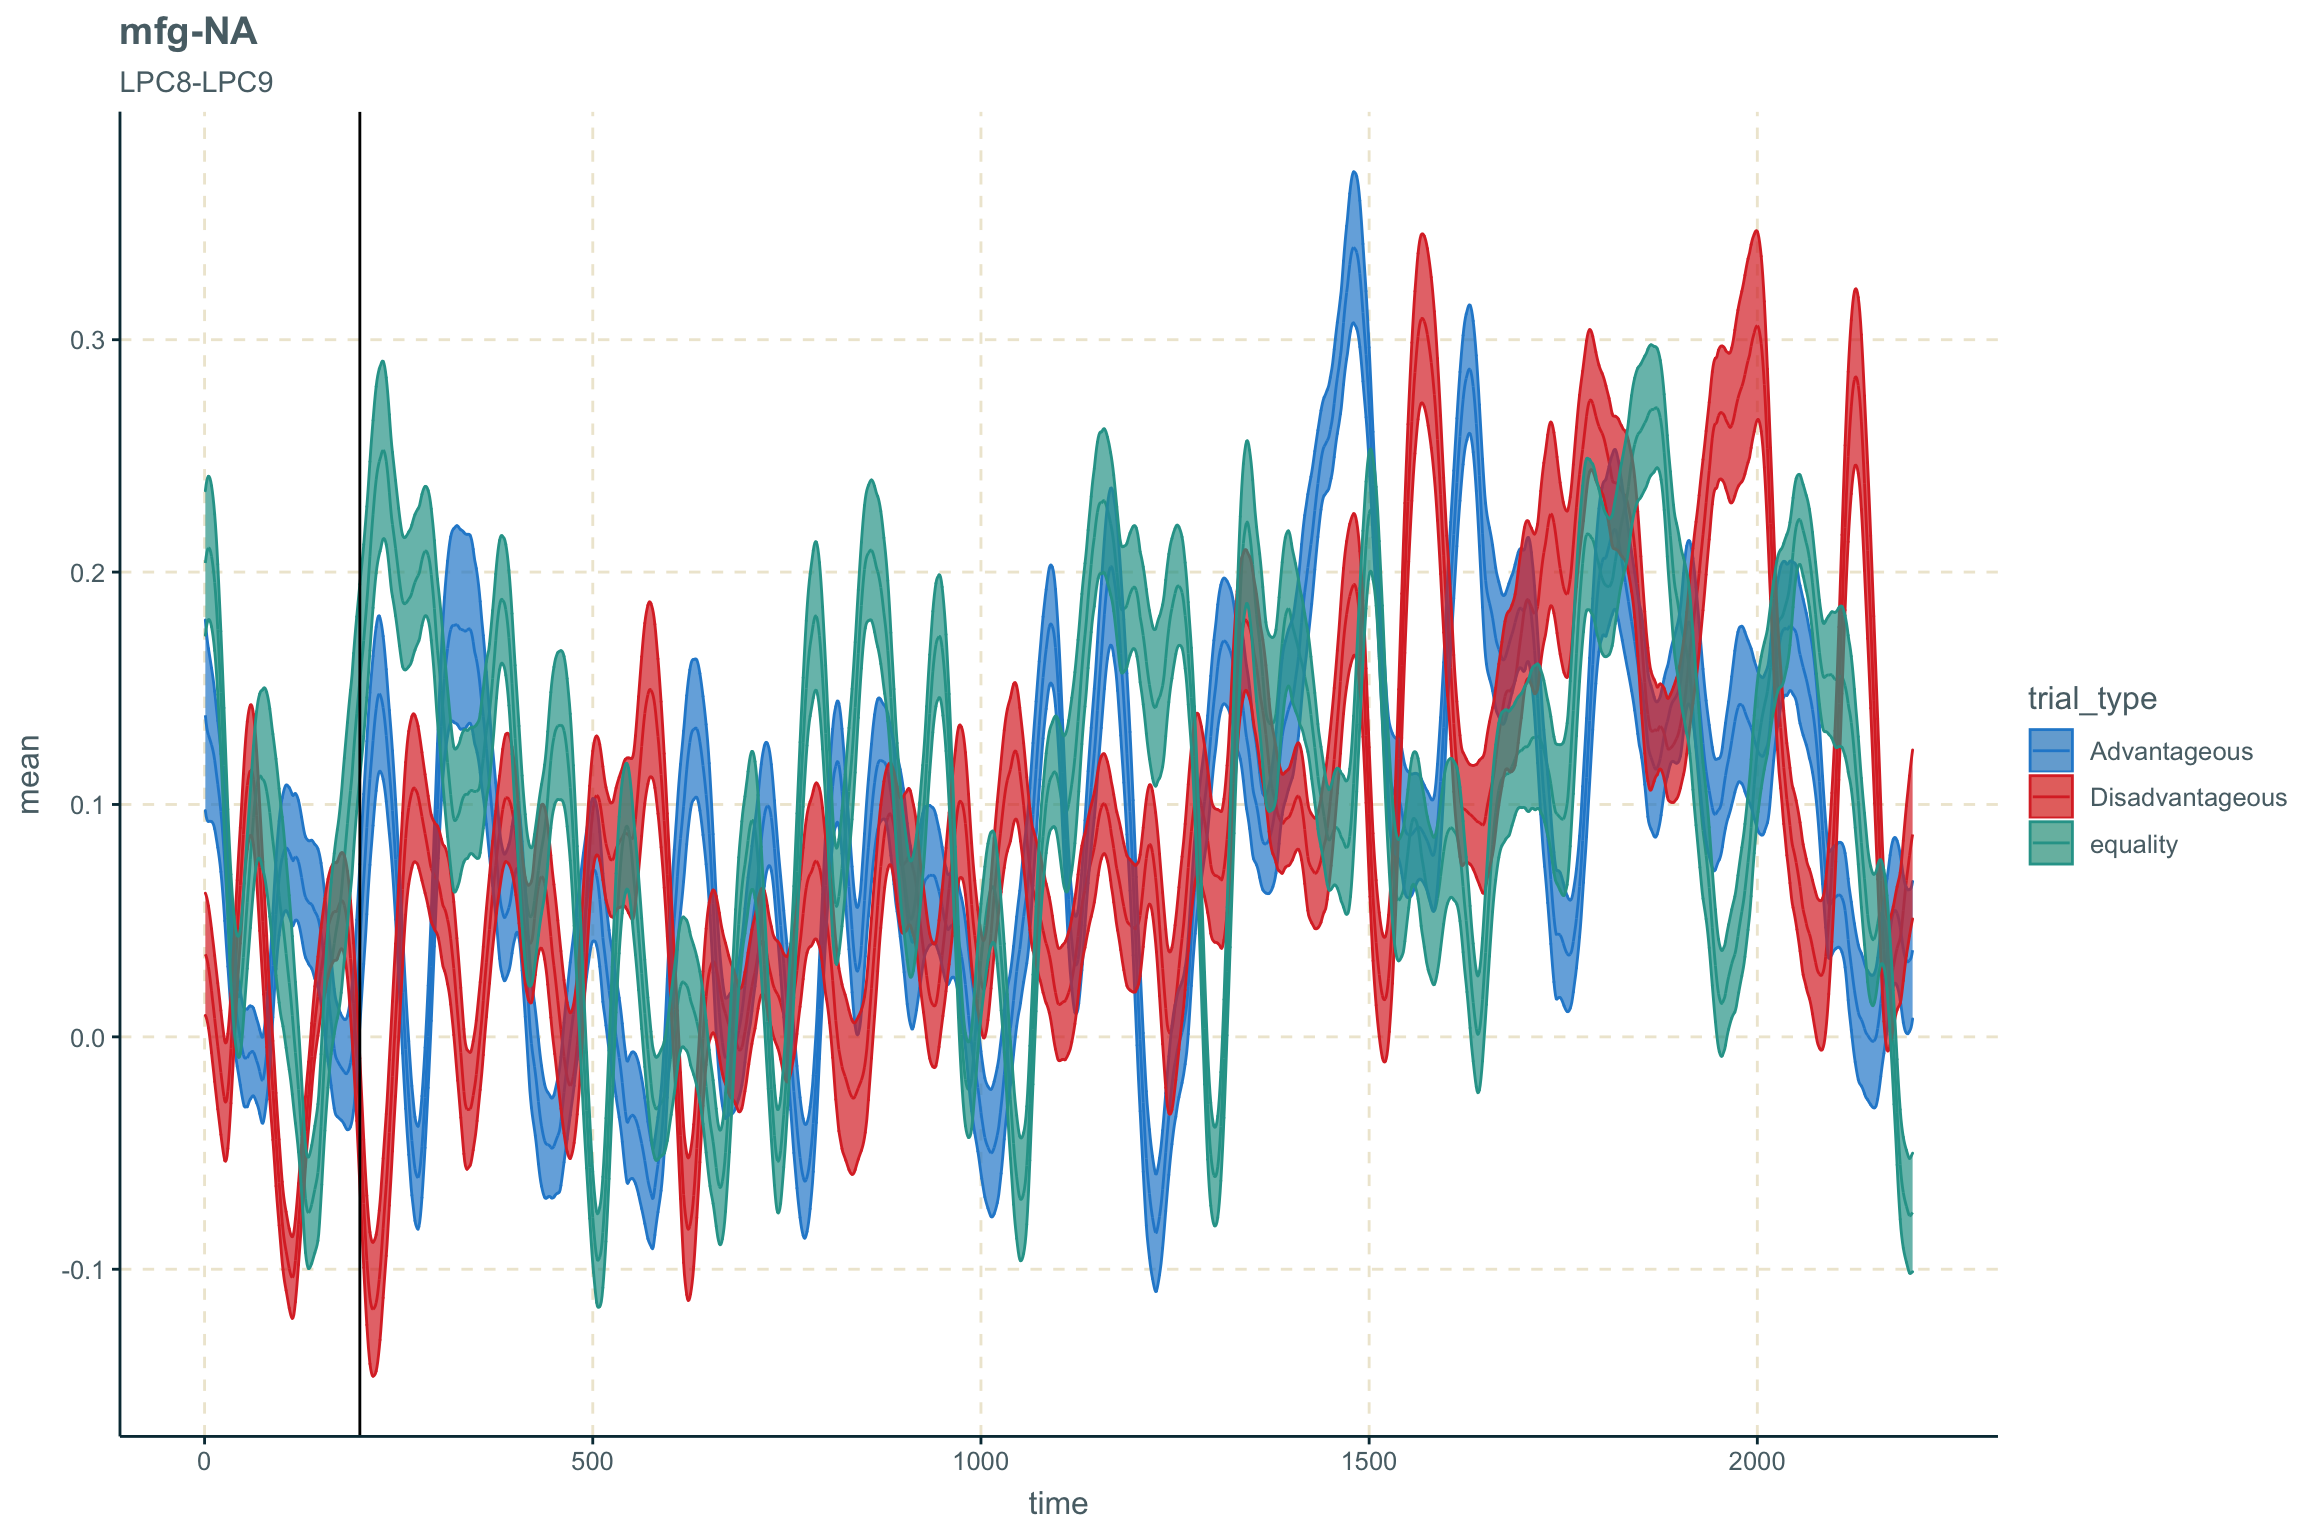 mfg-NA
LPC8-LPC9
mean
0.3
0.2
0.1
0.0
-0.1
0
500
1000
1500
2000
time
trial_type
Advantageous
Disadvantageous
equality